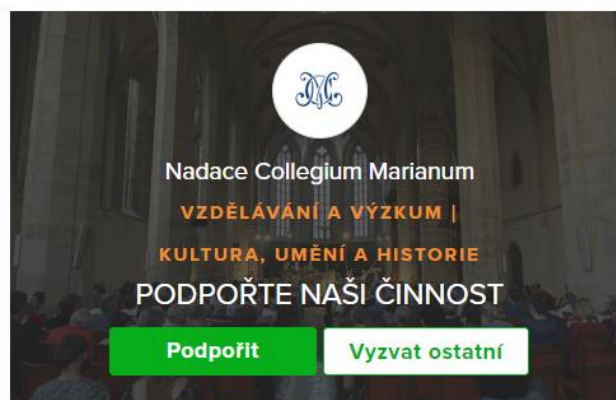 Nadace Collegium Marianum
VZDĚLÁVÁNÍ A VÝZKUM |
KULTURA, UMĚNÍ A HISTORIE
PODPOŘTE NAŠI ČINNOST
Podpořit
Vyzvat ostatní